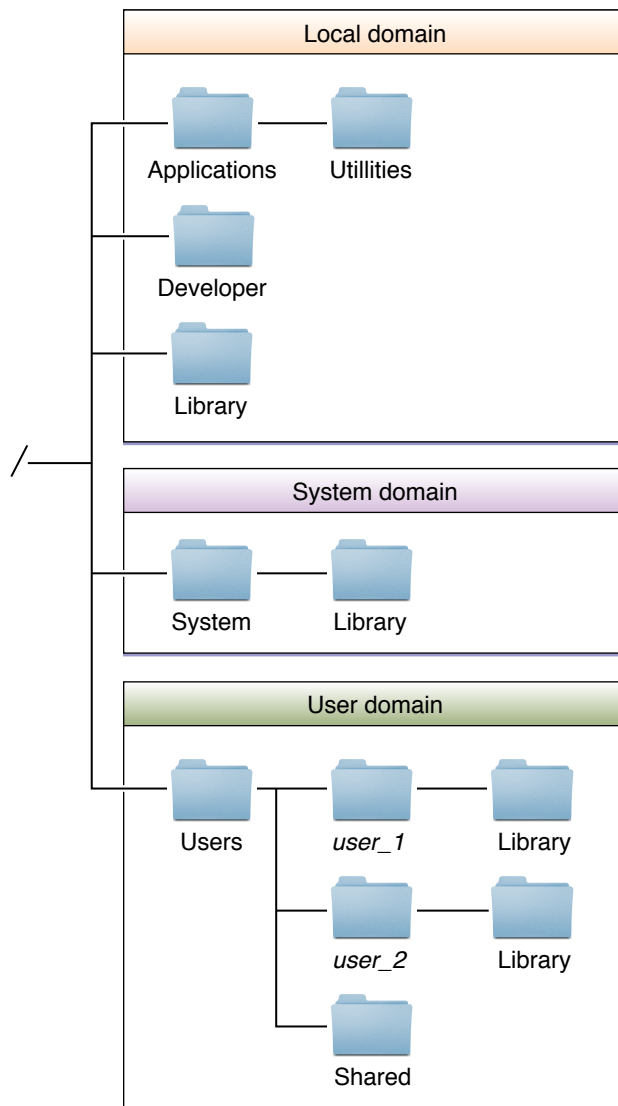 Local domain
Applications
Utillities
Developer
Library
/
System domain
System
Library
User domain
Users
user_1
Library
user_2
Library
Shared